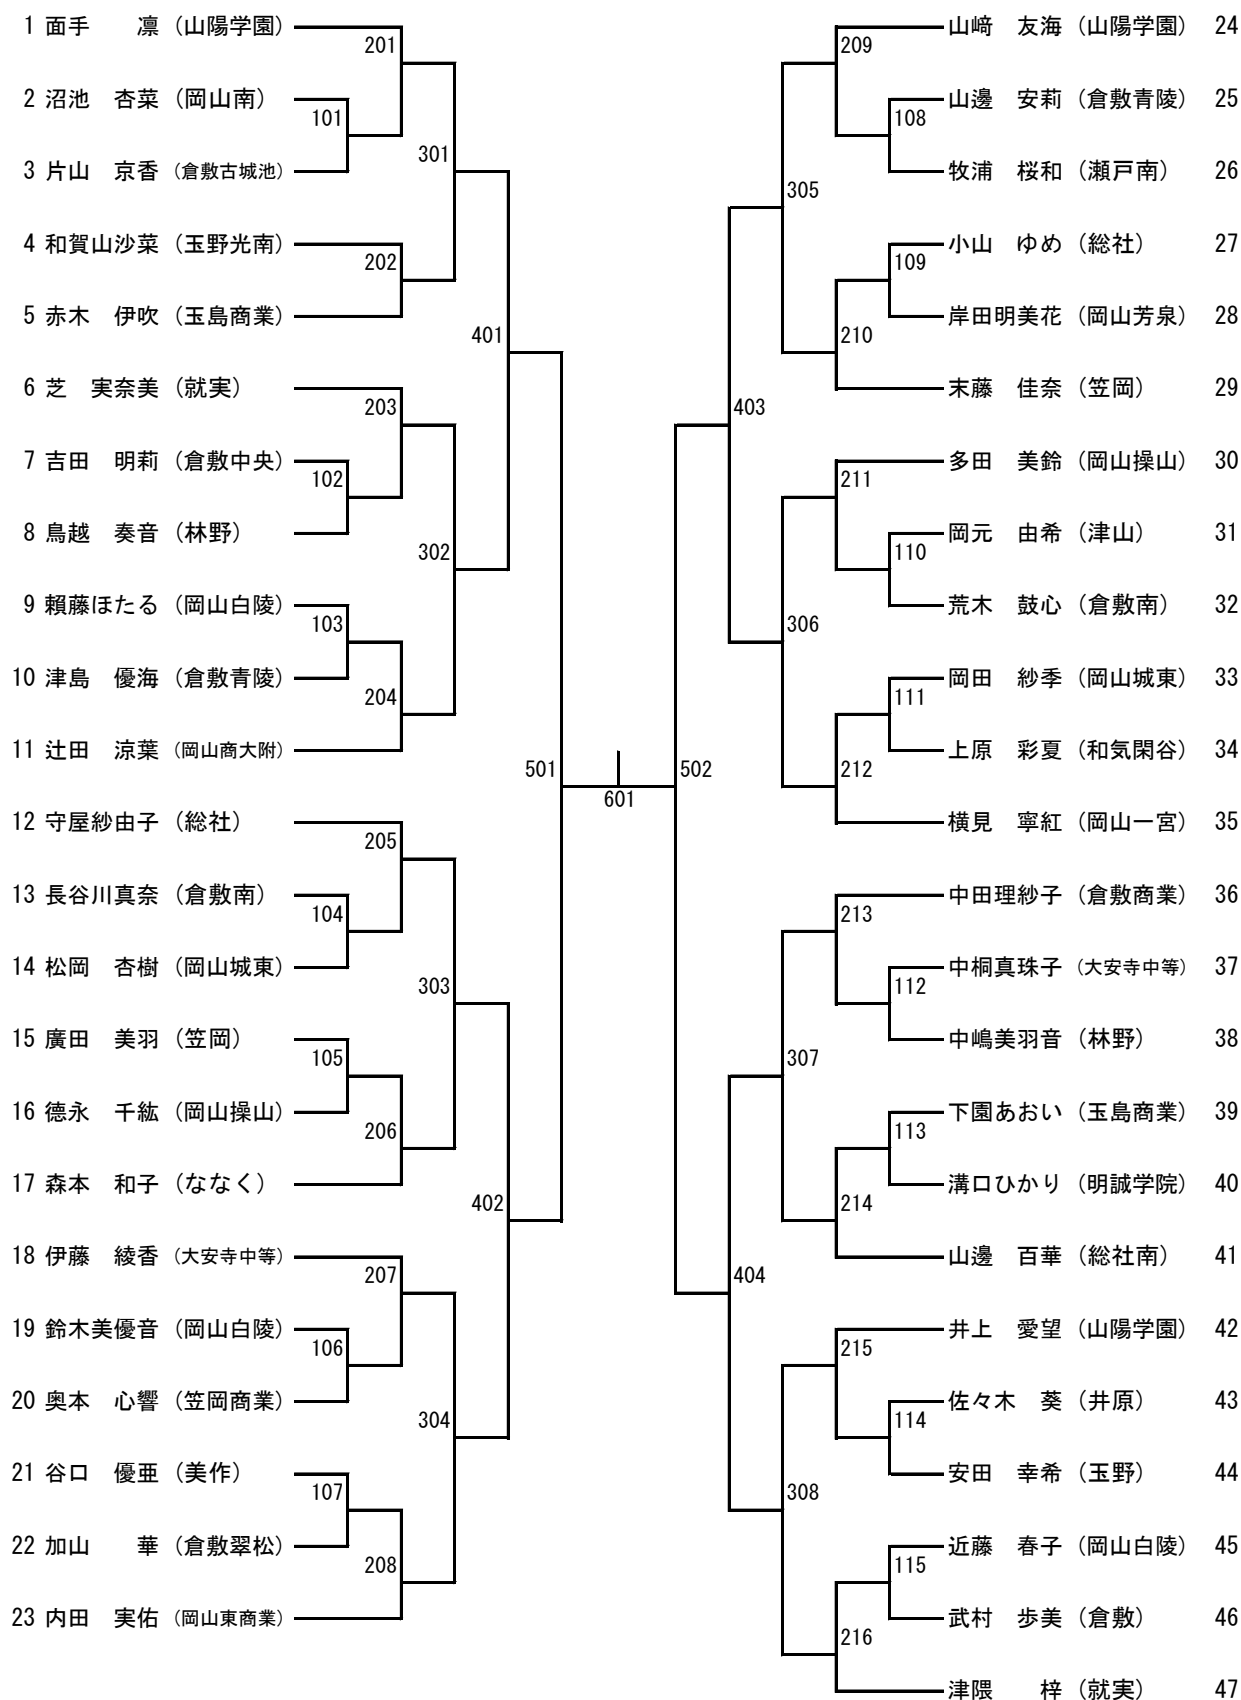 1 面手　　凛（山陽学園）
201
2 沼池　杏菜（岡山南）
101
3 片山　京香（倉敷古城池）
301
4 和賀山沙菜（玉野光南）
202
5 赤木　伊吹（玉島商業）
401
6 芝　実奈美（就実）
203
7 吉田　明莉（倉敷中央）
102
8 鳥越　奏音（林野）
302
9 賴藤ほたる（岡山白陵）
103
10 津島　優海（倉敷青陵）
204
11 辻田　涼葉（岡山商大附）
501
12 守屋紗由子（総社）
205
13 長谷川真奈（倉敷南）
104
14 松岡　杏樹（岡山城東）
303
15 廣田　美羽（笠岡）
105
16 德永　千紘（岡山操山）
206
17 森本　和子（ななく）
402
18 伊藤　綾香（大安寺中等）
207
19 鈴木美優音（岡山白陵）
106
20 奥本　心響（笠岡商業）
304
21 谷口　優亜（美作）
107
22 加山　　華（倉敷翠松）
208
23 内田　実佑（岡山東商業）
601
山﨑　友海（山陽学園） 24
209
山邊　安莉（倉敷青陵） 25
108
牧浦　桜和（瀬戸南） 26
305
小山　ゆめ（総社） 27
109
岸田明美花（岡山芳泉） 28
210
末藤　佳奈（笠岡） 29
403
多田　美鈴（岡山操山） 30
211
岡元　由希（津山） 31
110
荒木　鼓心（倉敷南） 32
306
岡田　紗季（岡山城東） 33
111
上原　彩夏（和気閑谷） 34
212
502
横見　寧紅（岡山一宮） 35
中田理紗子（倉敷商業） 36
213
中桐真珠子（大安寺中等） 37
112
中嶋美羽音（林野） 38
307
下園あおい（玉島商業） 39
113
溝口ひかり（明誠学院） 40
214
山邊　百華（総社南） 41
404
井上　愛望（山陽学園） 42
215
佐々木　葵（井原） 43
114
安田　幸希（玉野） 44
308
近藤　春子（岡山白陵） 45
115
武村　歩美（倉敷） 46
216
津隈　　梓（就実） 47